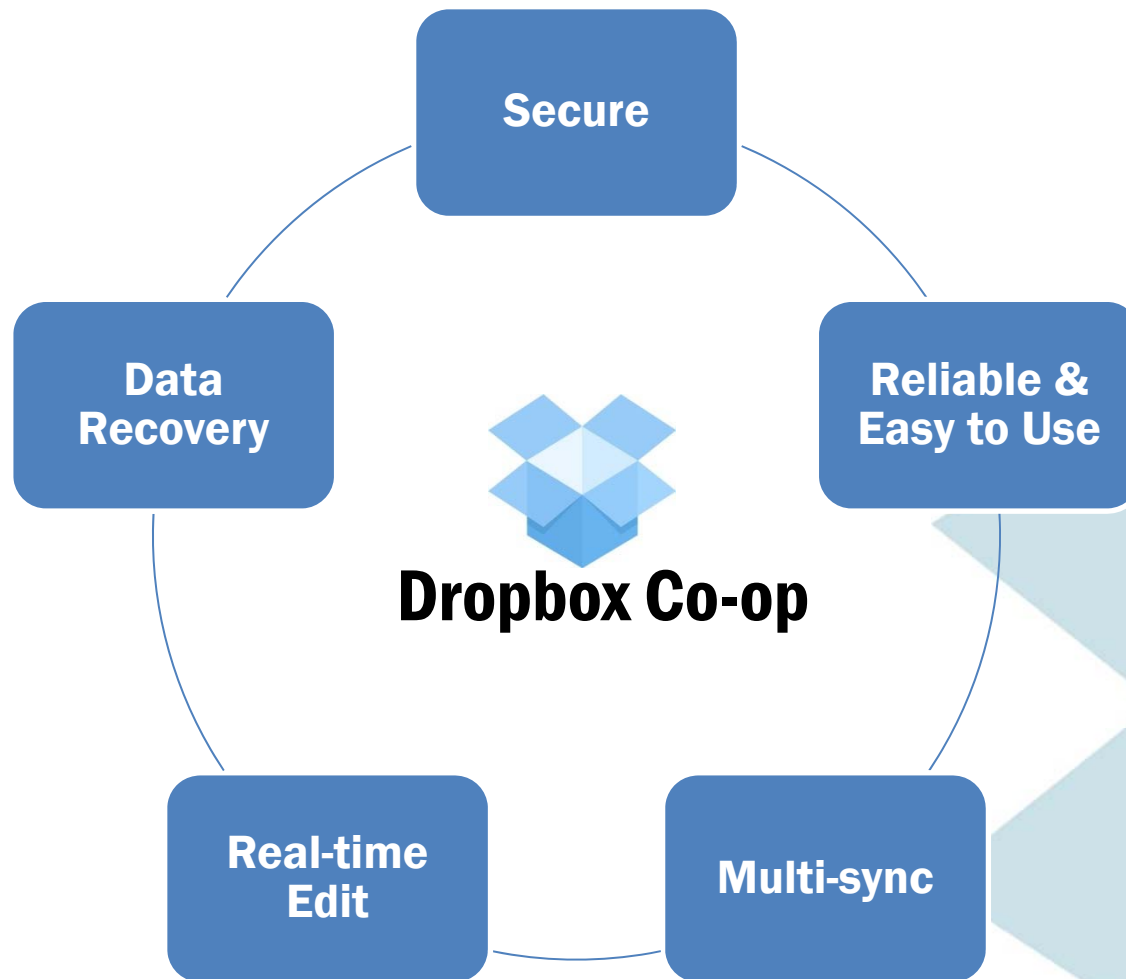 Secure
Data
Recovery
Reliable &
Easy to Use
Dropbox Co-op
Real-time
Edit
Multi-sync